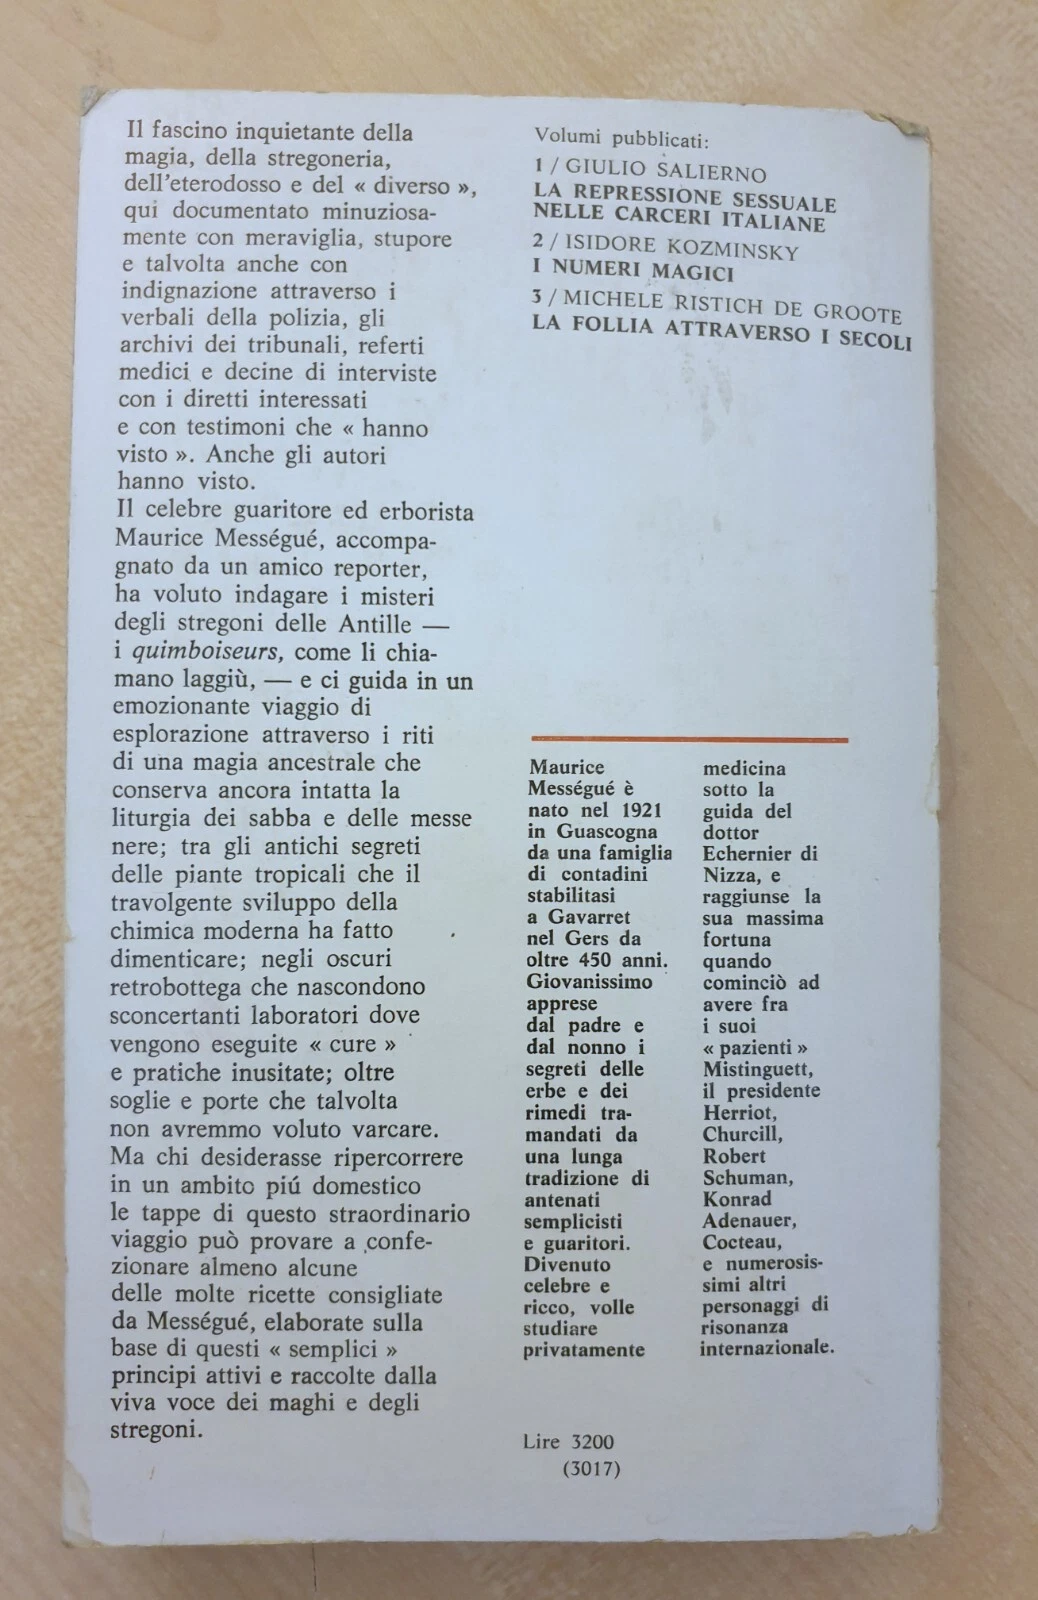 Il fascino inquietante della
magia, della stregoneria,
dell'eterodosso e del « diverso »,
qui documentato minuziosa-
mente con meraviglia, stupore
e talvolta anche con
indignazione attraverso i
verbali della polizia, gli
archivi dei tribunali, referti
medici e decine di interviste
con i diretti interessati
e con testimoni che « hanno
visto ». Anche gli autori
hanno visto.
Il celebre guaritore ed erborista
Maurice Mességué, accompa-
gnato da un amico reporter,
ha voluto indagare i misteri
degli stregoni delle Antille —
i quimboiseurs, come li chia-
mano laggiù, — e ci guida in un
emozionante viaggio di
esplorazione attraverso i riti
di una magia ancestrale che
conserva ancora intatta la
liturgia dei sabba e delle messe
nere; tra gli antichi segreti
delle piante tropicali che il
travolgente sviluppo della
chimica moderna ha fatto
dimenticare; negli oscuri
retrobottega che nascondono
sconcertanti laboratori dove
vengono eseguite « cure »
e pratiche inusitate; oltre
soglie e porte che talvolta
non avremmo voluto varcare.
Ma chi desiderasse ripercorrere
in un ambito piú domestico
le tappe di questo straordinario
viaggio può provare a confe-
zionare almeno alcune
delle molte ricette consigliate
da Mességué, elaborate sulla
base di questi « semplici »
principi attivi e raccolte dalla
viva voce dei maghi e degli
stregoni.
Volumi pubblicati:
1 / GIULIO SALIERNO
LA REPRESSIONE SESSUALE
NELLE CARCERI ITALIANE
2 / ISIDORE KOZMINSKY
I NUMERI MAGICI
3 / MICHELE RISTICH DE GROOTE
LA FOLLIA ATTRAVERSO I SECOLI
Maurice
Mességué è
nato nel 1921
in Guascogna
da una famiglia
di contadini
stabilitasi
a Gavarret
nel Gers da
oltre 450 anni.
Giovanissimo
apprese
dal padre e
dal nonno i
segreti delle
erbe e dei
rimedi tra-
mandati da
una lunga
tradizione di
antenati
semplicisti
e guaritori.
Divenuto
celebre e
ricco, volle
studiare
privatamente
medicina
sotto la
guida del
dottor
Echernier di
Nizza, e
raggiunse la
sua massima
fortuna
quando
cominciò ad
avere fra
i suoi
« pazienti »
Mistinguett,
il presidente
Herriot,
Churcill,
Robert
Schuman,
Konrad
Adenauer,
Cocteau,
e numerosis-
simi altri
personaggi di
risonanza
internazionale.
Lire 3200
(3017)